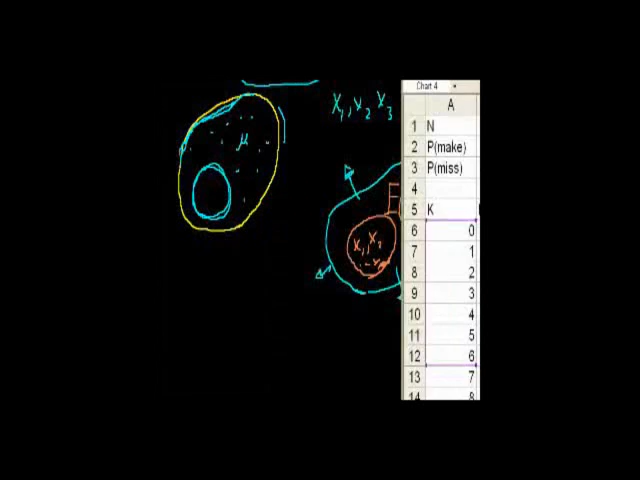 X1, X2 X3
μ
X1, X2
Chart 4
A
1 N
2 P(make)
3 P(miss)
4
5 K
6 0
7 1
8 2
9 3
10 4
11 5
12 6
13 7
14 8